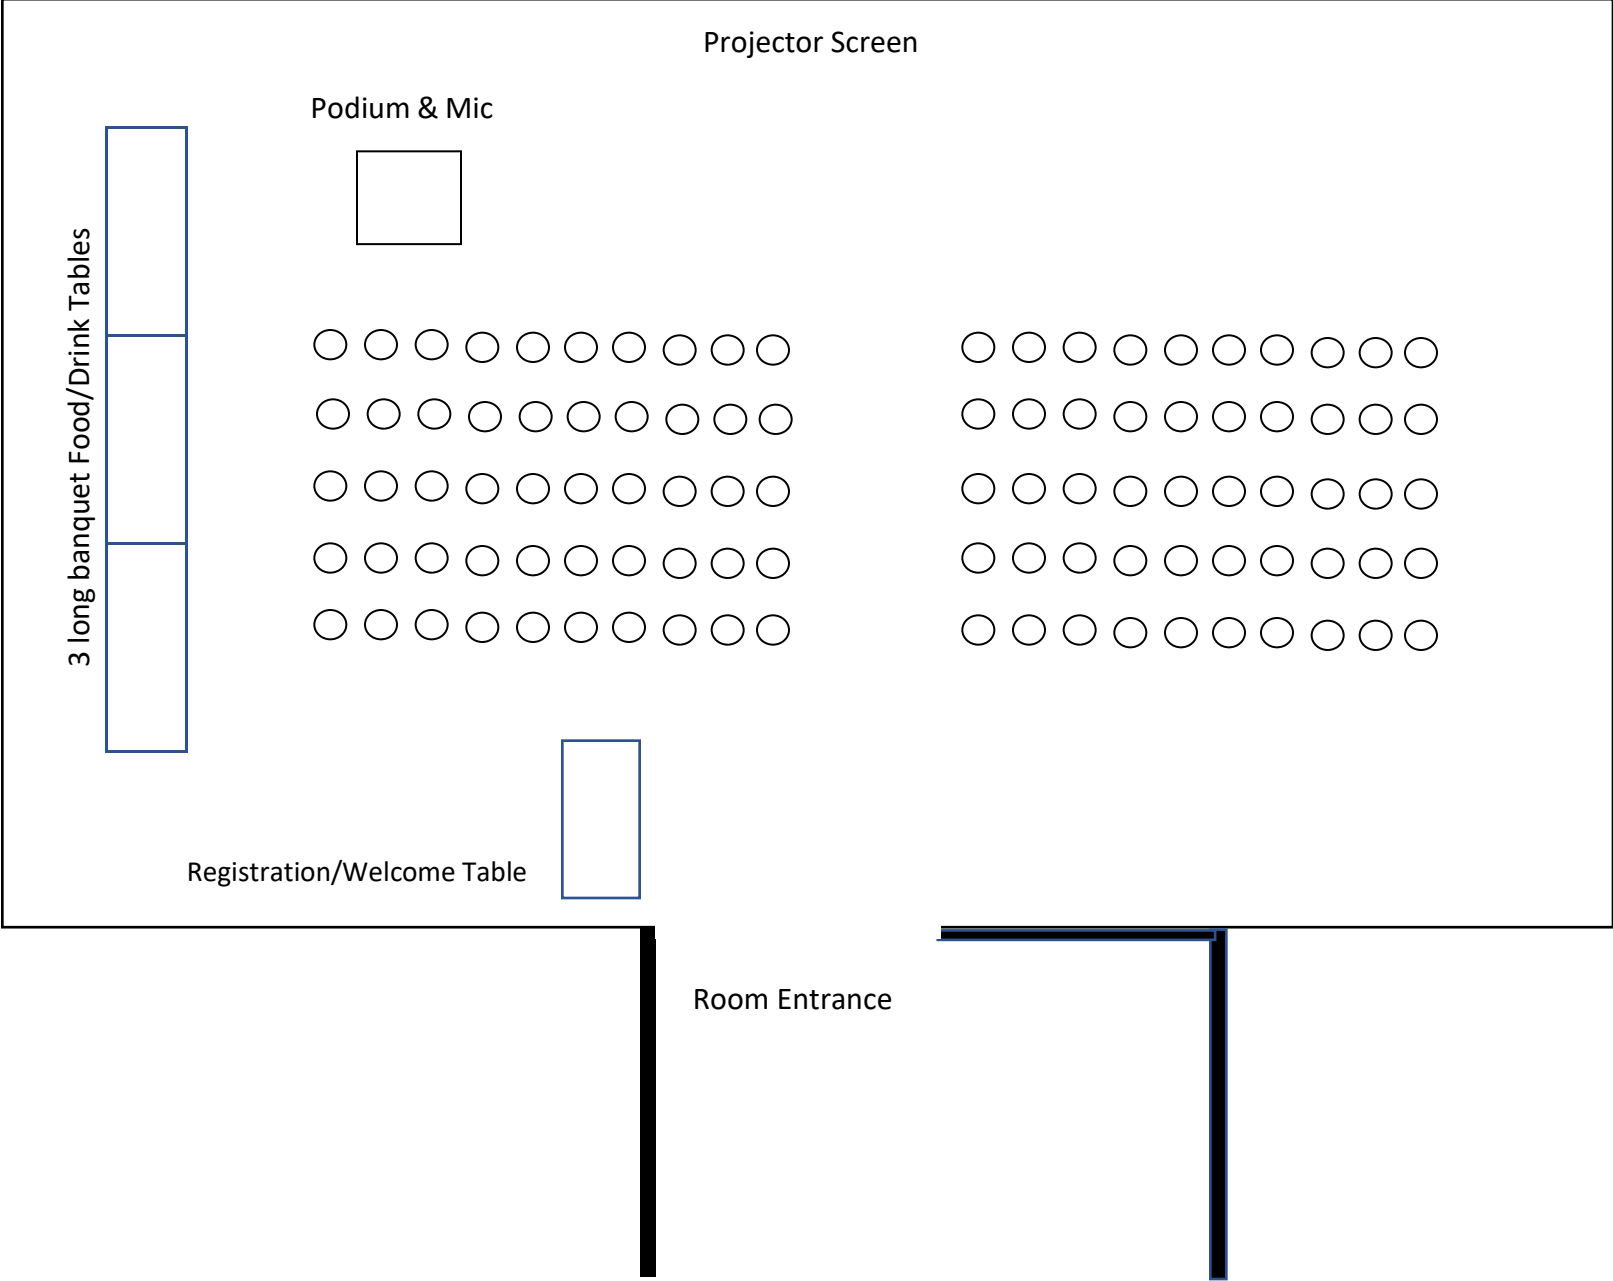 Projector Screen
Podium & Mic
3 long banquet Food/Drink Tables
Registration/Welcome Table
Room Entrance